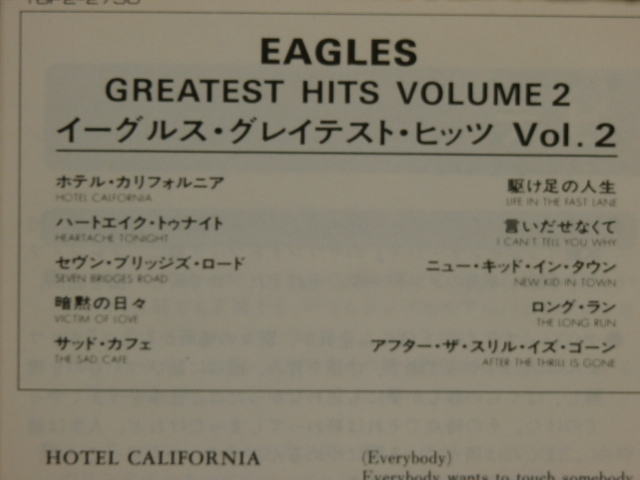 EAGLES
GREATEST HITS VOLUME 2
イーグルス・グレイテスト・ヒッツ Vol. 2
ホテル・カリフォルニア
HOTEL CALIFORNIA
ハートエイク・トゥナイト
HEARTACHE TONIGHT
セヴン・ブリッジズ・ロード
SEVEN BRIDGES ROAD
暗黙の日々
VICTIM OF LOVE
サッド・カフェ
THE SAD CAFE
駆け足の人生
LIFE IN THE FAST LANE
言いだせなくて
I CAN'T TELL YOU WHY
ニュー・キッド・イン・タウン
NEW KID IN TOWN
ロング・ラン
THE LONG RUN
アフター・ザ・スリル・イズ・ゴーン
AFTER THE THRILL IS GONE
HOTEL CALIFORNIA
(Everybody)
Everybody wants to touch somebody